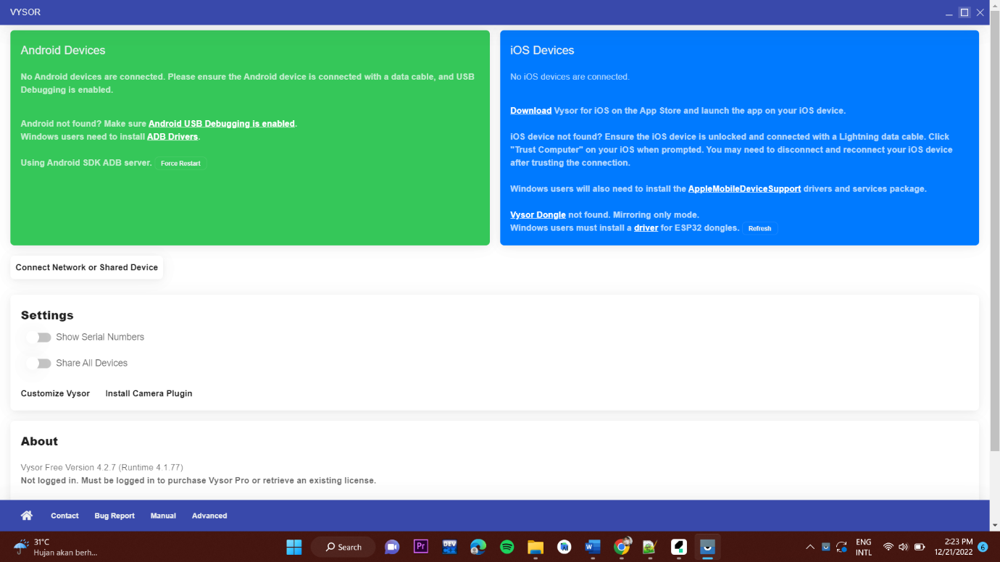 VYSOR
Android Devices
No Android devices are connected. Please ensure the Android device is connected with a data cable, and USB
Debugging is enabled.
Android not found? Make sure Android USB Debugging is enabled.
Windows users need to install ADB Drivers.
Using Android SDK ADB server. Force Restart
iOS Devices
No iOS devices are connected.
Download Vysor for iOS on the App Store and launch the app on your iOS device.
iOS device not found? Ensure the iOS device is unlocked and connected with a Lightning data cable. Click
"Trust Computer" on your iOS when prompted. You may need to disconnect and reconnect your iOS device
after trusting the connection.
Windows users will also need to install the AppleMobileDeviceSupport drivers and services package.
Vysor Dongle not found. Mirroring only mode.
Windows users must install a driver for ESP32 dongles. Refresh
Connect Network or Shared Device
Settings
Show Serial Numbers
Share All Devices
Customize Vysor Install Camera Plugin
About
Vysor Free Version 4.2.7 (Runtime 4.1.77)
Not logged in. Must be logged in to purchase Vysor Pro or retrieve an existing license.
Contact Bug Report Manual Advanced
31°C
Hujan akan berh...
Search
Pr
DEV
W
ENG
INTL
2:23 PM
12/21/2022
6